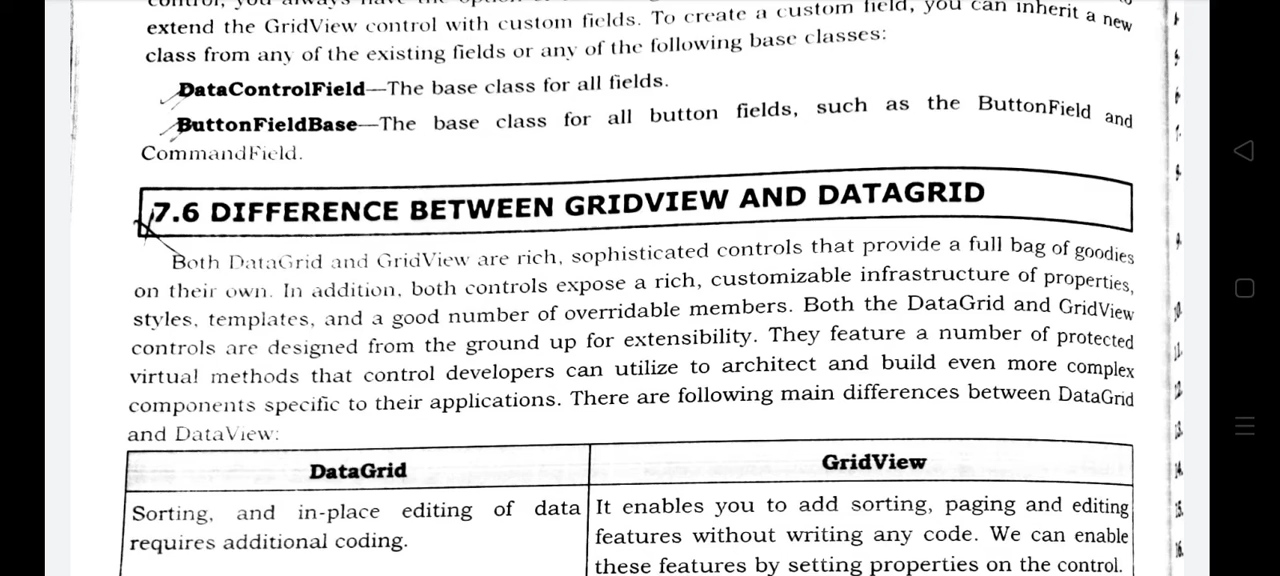 extend the GridView control with custom fields. To create a custom field, you can inherit a new
class from any of the existing fields or any of the following base classes:
DataControlField—The base class for all fields.
ButtonFieldBase—The base class for all button fields, such as the ButtonField and
CommandField.
7.6 DIFFERENCE BETWEEN GRIDVIEW AND DATAGRID
Both DataGrid and GridView are rich, sophisticated controls that provide a full bag of goodies
on their own. In addition, both controls expose a rich, customizable infrastructure of properties,
styles, templates, and a good number of overridable members. Both the DataGrid and GridView
controls are designed from the ground up for extensibility. They feature a number of protected
virtual methods that control developers can utilize to architect and build even more complex
components specific to their applications. There are following main differences between DataGrid
and DataView:
DataGrid
GridView
Sorting, and in-place editing of data
requires additional coding.
It enables you to add sorting, paging and editing
features without writing any code. We can enable
these features by setting properties on the control.
9.
10.
11.
12.
13.
14.
15.
16.